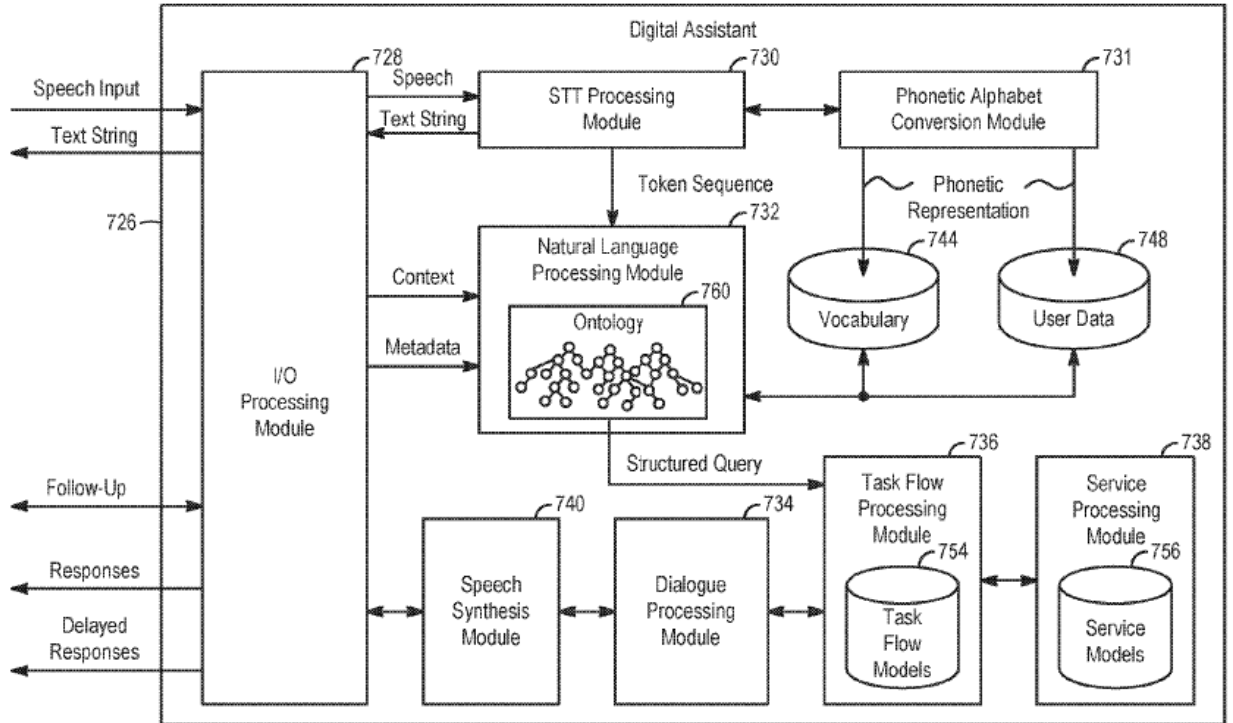 Digital Assistant
728
Speech
730
731
Speech Input
STT Processing
Module
Phonetic Alphabet
Conversion Module
Text String
Text String
Token Sequence
Phonetic
Representation
726
732
744
748
Natural Language
Processing Module
Context
760
Ontology
Vocabulary
User Data
Metadata
I/O
Processing
Module
Structured Query
736
738
Follow-Up
740
734
Task Flow
Processing
Module
Service
Processing
Module
754
756
Responses
Speech
Synthesis
Module
Dialogue
Processing
Module
Task
Flow
Models
Service
Models
Delayed
Responses